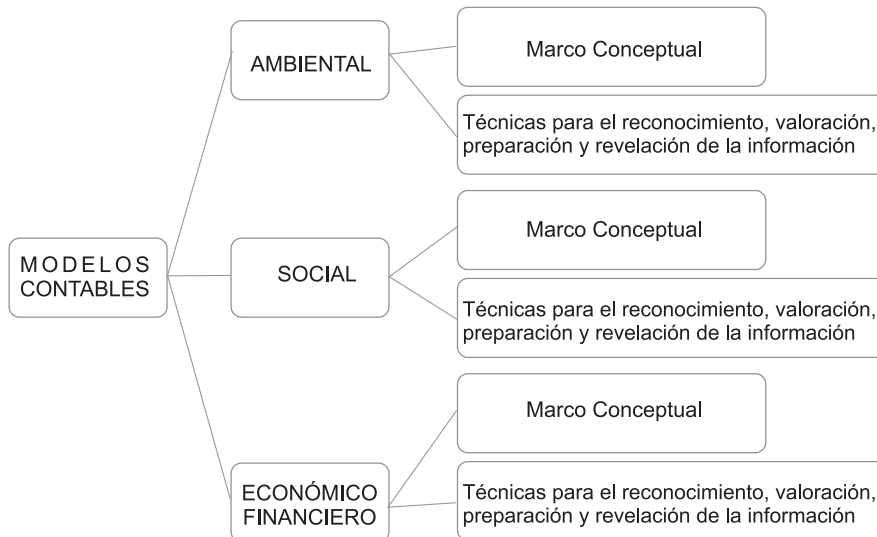 AMBIENTAL
Marco Conceptual
Técnicas para el reconocimiento, valoración,
preparación y revelación de la información
MODELOS
CONTABLES
SOCIAL
Marco Conceptual
Técnicas para el reconocimiento, valoración,
preparación y revelación de la información
ECONÓMICO
FINANCIERO
Marco Conceptual
Técnicas para el reconocimiento, valoración,
preparación y revelación de la información